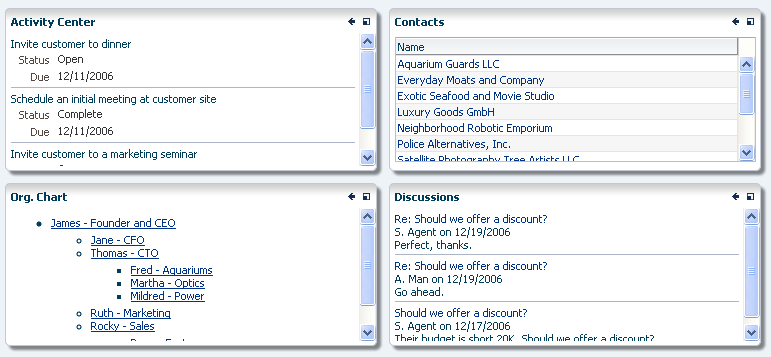 Activity Center
Invite customer to dinner
Status Open
Due 12/11/2006
Schedule an initial meeting at customer site
Status Complete
Due 12/11/2006
Invite customer to a marketing seminar
Contacts
Name
Aquarium Guards LLC
Everyday Moats and Company
Exotic Seafood and Movie Studio
Luxury Goods GmbH
Neighborhood Robotic Emporium
Police Alternatives, Inc.
Satellite Photography Tree Artists LLC
Org. Chart
James - Founder and CEO
Jane - CFO
Thomas - CTO
Fred - Aquariums
Martha - Optics
Mildred - Power
Ruth - Marketing
Rocky - Sales
Discussions
Re: Should we offer a discount?
S. Agent on 12/19/2006
Perfect, thanks.
Re: Should we offer a discount?
A. Man on 12/19/2006
Go ahead.
Should we offer a discount?
S. Agent on 12/17/2006
Their budget is short 20K. Should we offer a discount?